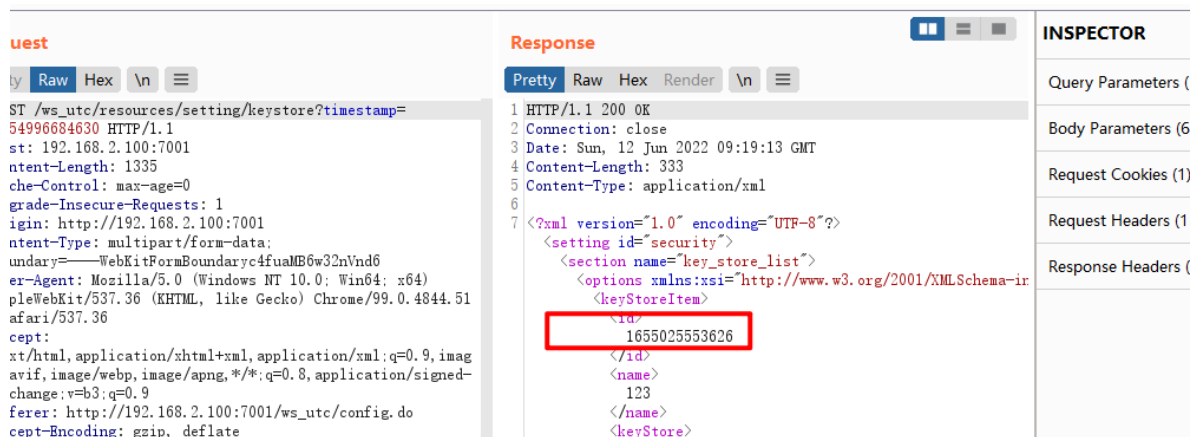 uest
ty Raw Hex \n
ST /ws_utc/resources/setting/keystore?timestamp=
54996684630 HTTP/1.1
st: 192.168.2.100:7001
ntent-Length: 1335
che-Control: max-age=0
grade-Insecure-Requests: 1
igin: http://192.168.2.100:7001
ntent-Type: multipart/form-data;
undary=----WebKitFormBoundaryc4fuaMB6w32nVnd6
er-Agent: Mozilla/5.0 (Windows NT 10.0; Win64; x64)
pleWebKit/537.36 (KHTML, like Gecko) Chrome/99.0.4844.51
afari/537.36
cept:
xt/html,application/xhtml+xml,application/xml;q=0.9,imag
avif,image/webp,image/apng,*/*;q=0.8,application/signed-
change;v=b3;q=0.9
ferer: http://192.168.2.100:7001/ws_utc/config.do
cept-Encoding: gzip, deflate
Response
Pretty Raw Hex Render \n
1 HTTP/1.1 200 OK
2 Connection: close
3 Date: Sun, 12 Jun 2022 09:19:13 GMT
4 Content-Length: 333
5 Content-Type: application/xml
6
7 <?xml version="1.0" encoding="UTF-8"?>
<setting id="security">
<section name="key_store_list">
<options xmlns:xsi="http://www.w3.org/2001/XMLSchema-in
<keyStoreItem>
<id>
1655025553626
</id>
<name>
123
</name>
<keyStore>
INSPECTOR
Query Parameters (
Body Parameters (6
Request Cookies (1)
Request Headers (1
Response Headers (